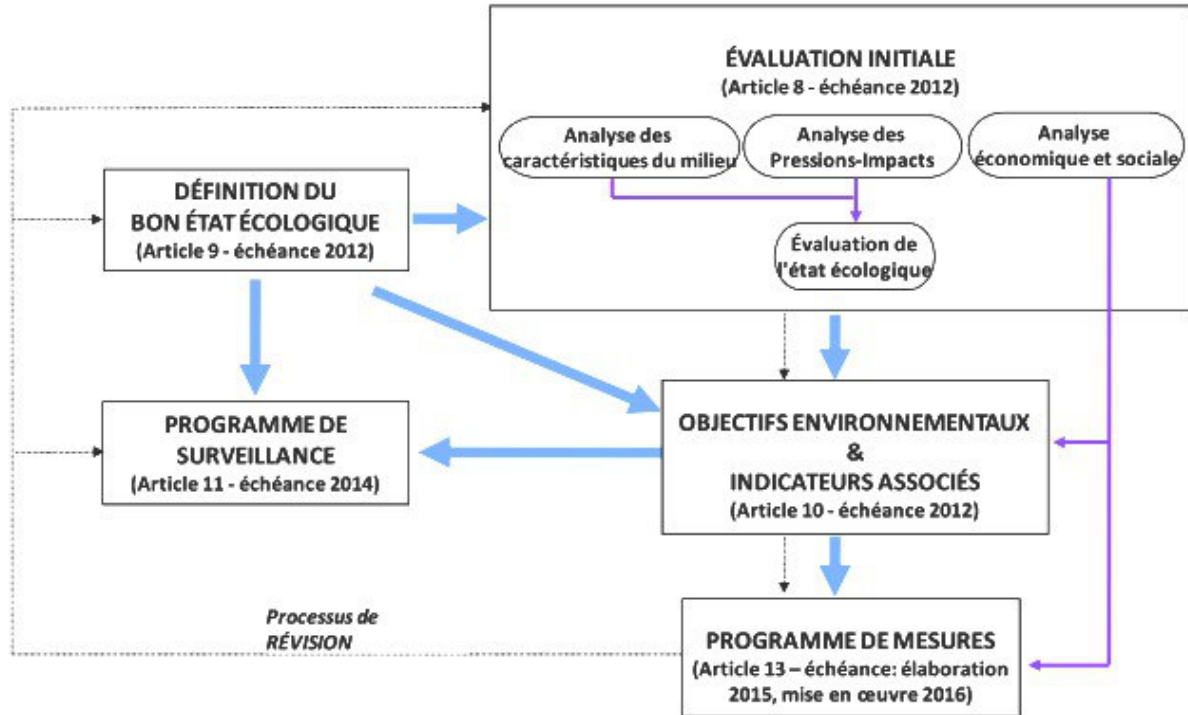 ÉVALUATION INITIALE
(Article 8 - échéance 2012)
Analyse des
caractéristiques du milieu
Analyse des
Pressions-Impacts
Analyse
économique et sociale
Évaluation de
l'état écologique
DÉFINITION DU
BON ÉTAT ÉCOLOGIQUE
(Article 9 - échéance 2012)
PROGRAMME DE
SURVEILLANCE
(Article 11 - échéance 2014)
OBJECTIFS ENVIRONNEMENTAUX
&
INDICATEURS ASSOCIÉS
(Article 10 - échéance 2012)
Processus de
RÉVISION
PROGRAMME DE MESURES
(Article 13 – échéance: élaboration
2015, mise en œuvre 2016)